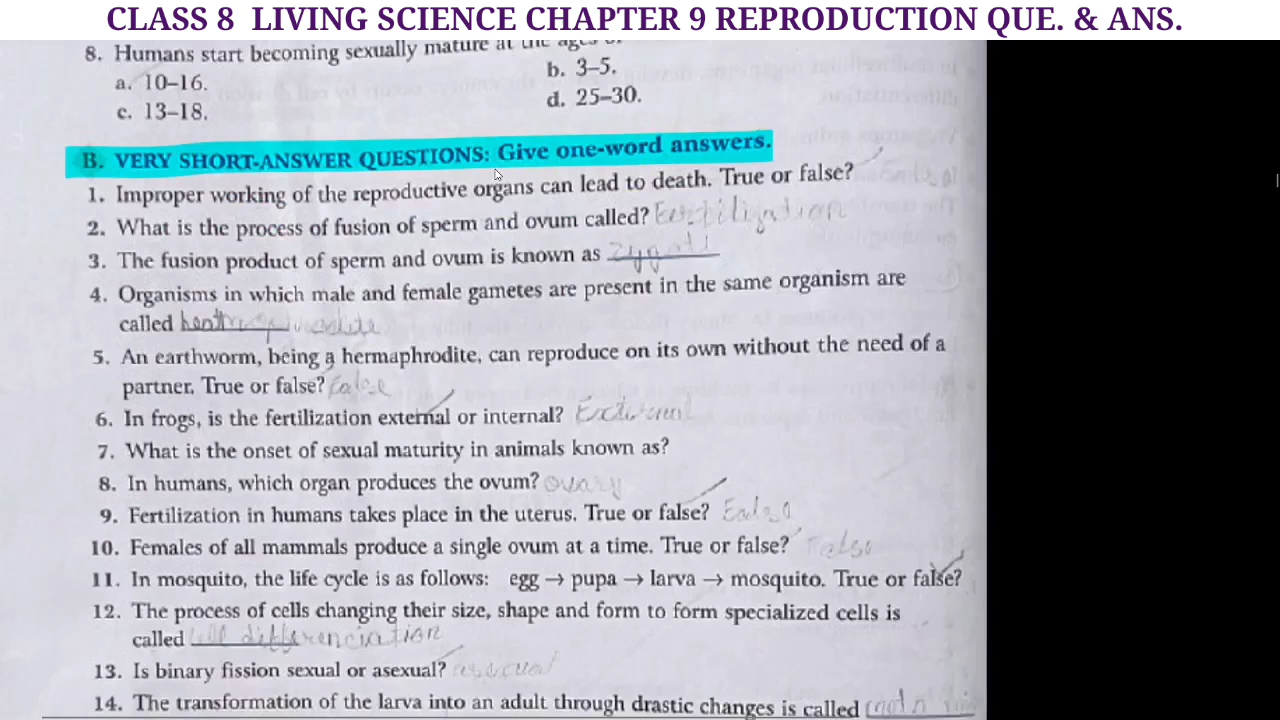 CLASS 8 LIVING SCIENCE CHAPTER 9 REPRODUCTION QUE. & ANS.
8. Humans start becoming sexually mature at the ages
a. 10–16.
b. 3–5.
c. 13–18.
d. 25–30.
B. VERY SHORT-ANSWER QUESTIONS: Give one-word answers.
1. Improper working of the reproductive organs can lead to death. True or false?
2. What is the process of fusion of sperm and ovum called? Fertilization
3. The fusion product of sperm and ovum is known as
4. Organisms in which male and female gametes are present in the same organism are
called
5. An earthworm, being a hermaphrodite, can reproduce on its own without the need of a
partner. True or false? False
6. In frogs, is the fertilization external or internal? External
7. What is the onset of sexual maturity in animals known as?
8. In humans, which organ produces the ovum? ovary
9. Fertilization in humans takes place in the uterus. True or false? False
10. Females of all mammals produce a single ovum at a time. True or false? False
11. In mosquito, the life cycle is as follows: egg → pupa → larva → mosquito. True or false?
12. The process of cells changing their size, shape and form to form specialized cells is
called cell differenciation
13. Is binary fission sexual or asexual? asexual
14. The transformation of the larva into an adult through drastic changes is called